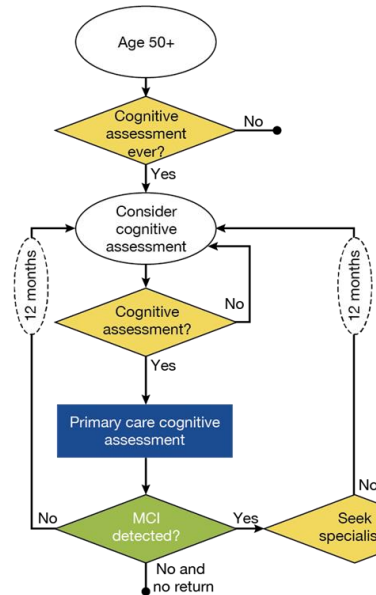 Age 50+
Cognitive
assessment
ever?
No
Yes
Consider
cognitive
assessment
12 months
12 months
No
Cognitive
assessment?
Yes
Primary care cognitive
assessment
No
MCI
detected?
Yes
No
Seek
No and
no return